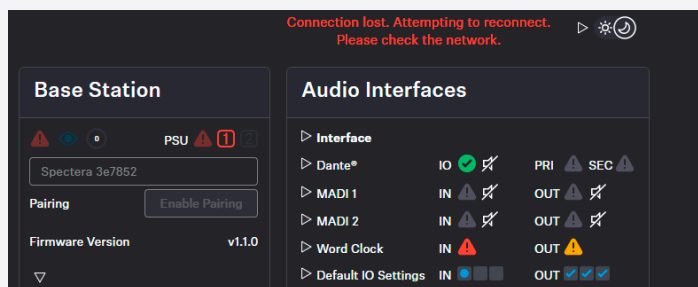 Connection lost. Attempting to reconnect.
Please check the network.
Base Station
0
PSU 1 2
Spectera 3e7852
Pairing Enable Pairing
Firmware Version v1.1.0
Audio Interfaces
Interface
Dante® IO PRI SEC
MADI 1 IN OUT
MADI 2 IN OUT
Word Clock IN OUT
Default IO Settings IN OUT